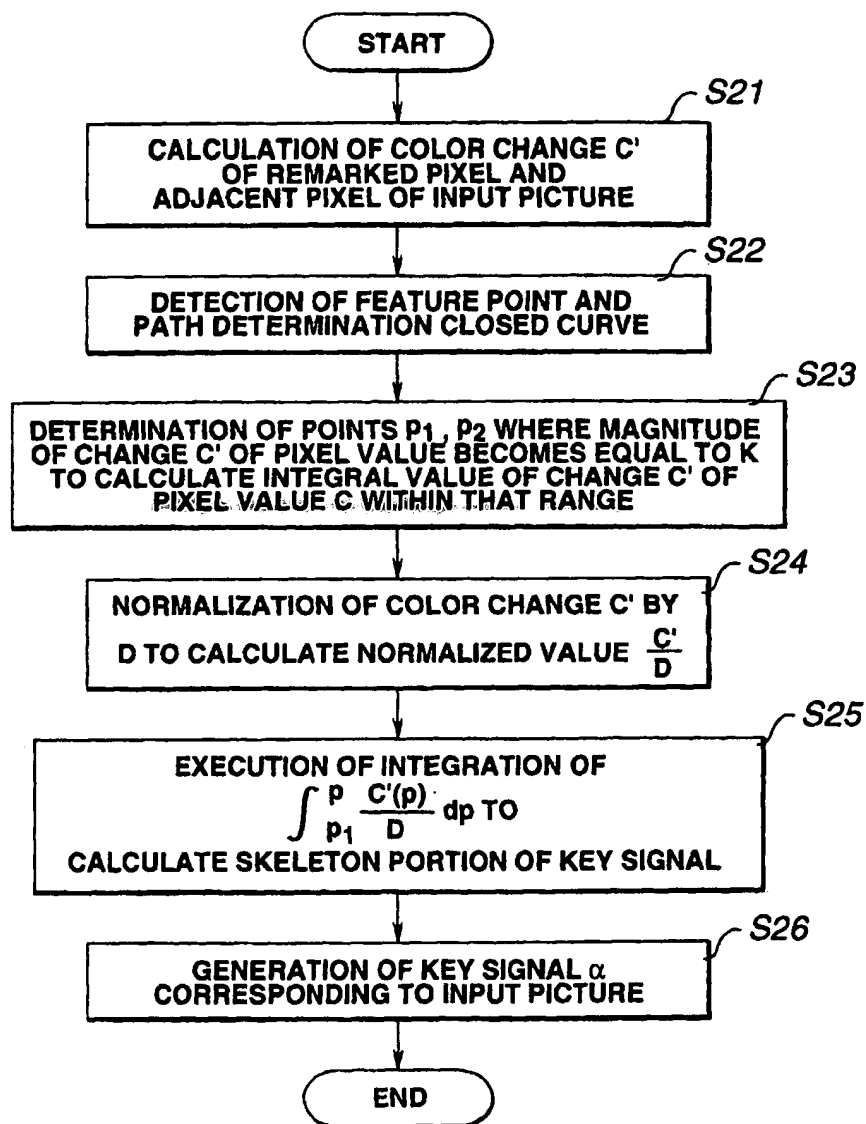 START
S21
CALCULATION OF COLOR CHANGE C'
OF REMARKED PIXEL AND
ADJACENT PIXEL OF INPUT PICTURE
S22
DETECTION OF FEATURE POINT AND
PATH DETERMINATION CLOSED CURVE
S23
DETERMINATION OF POINTS p₁, p₂ WHERE MAGNITUDE
OF CHANGE C' OF PIXEL VALUE BECOMES EQUAL TO K
TO CALCULATE INTEGRAL VALUE OF CHANGE C' OF
PIXEL VALUE C WITHIN THAT RANGE
S24
NORMALIZATION OF COLOR CHANGE C' BY
D TO CALCULATE NORMALIZED VALUE C'/D
S25
EXECUTION OF INTEGRATION OF
∫ p p₁ C'(p)/D dp TO
CALCULATE SKELETON PORTION OF KEY SIGNAL
S26
GENERATION OF KEY SIGNAL α
CORRESPONDING TO INPUT PICTURE
END